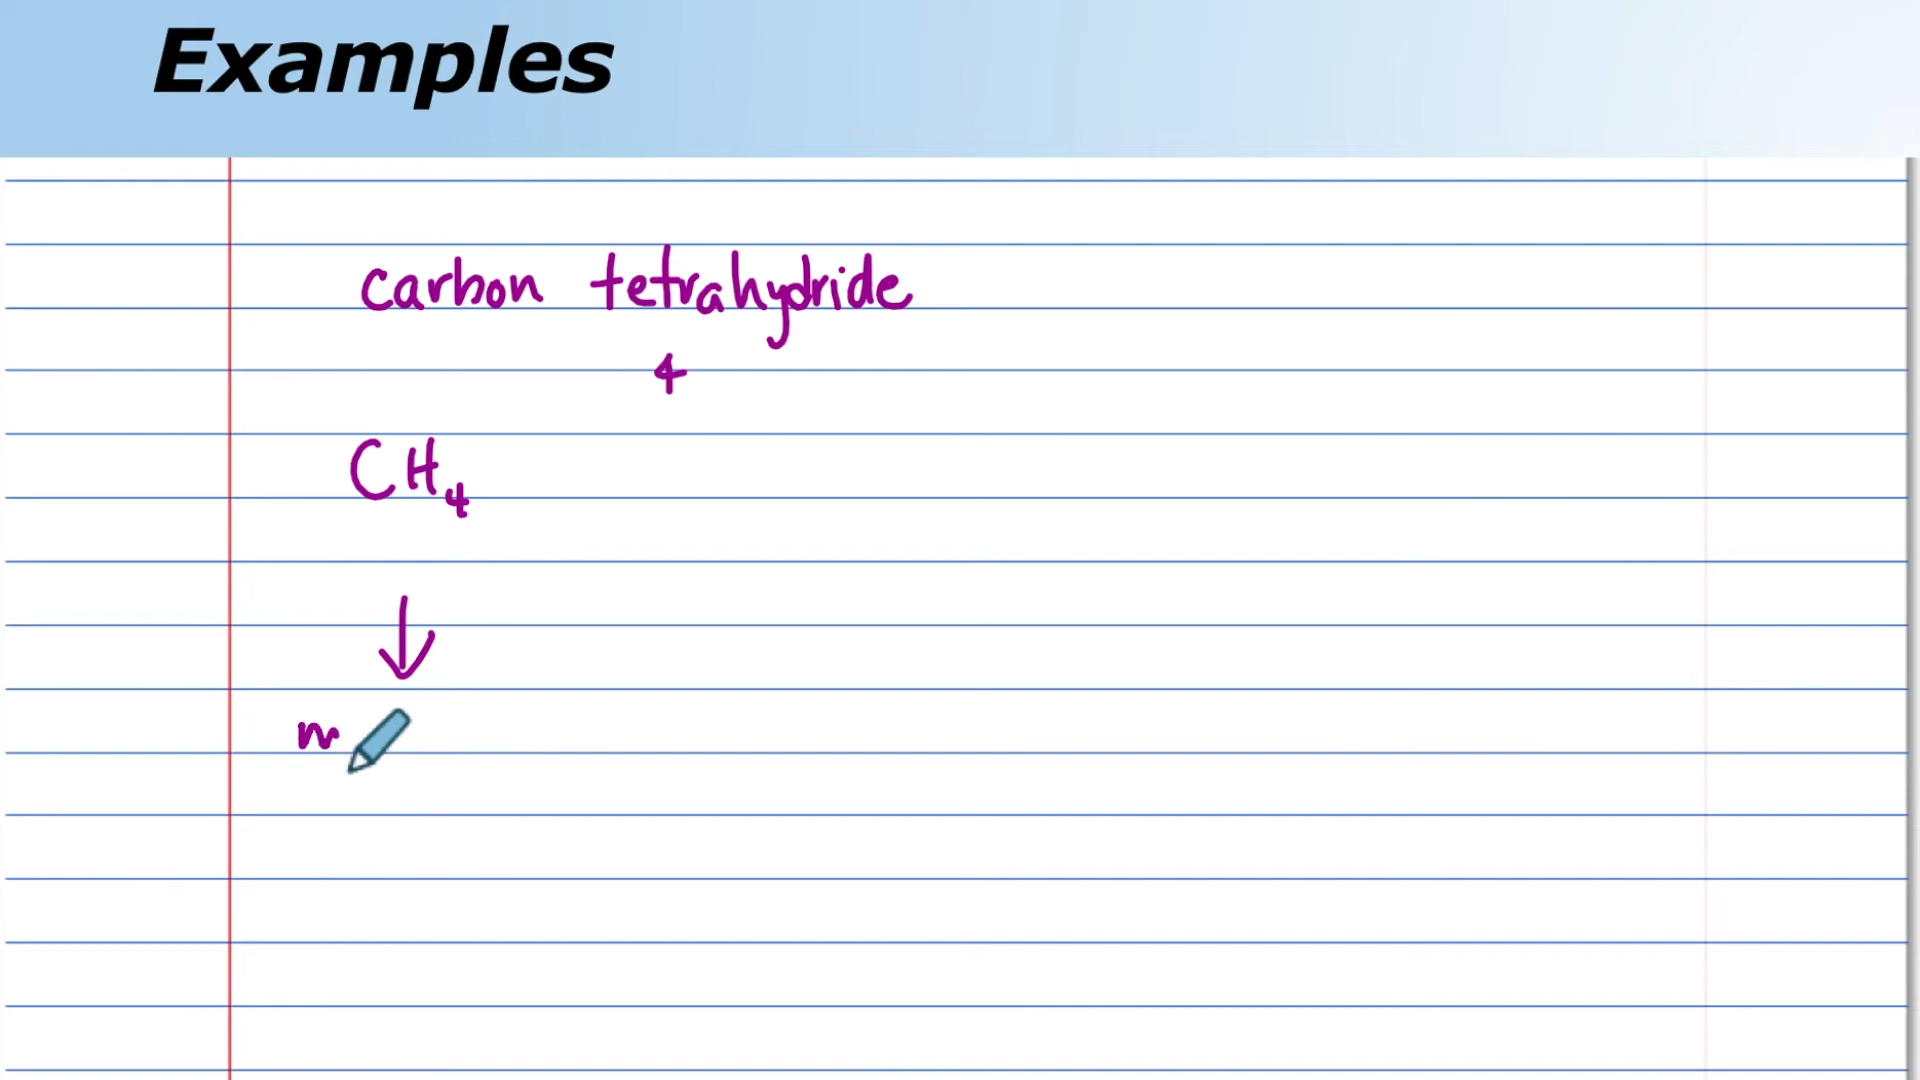 Examples
carbon tetrahydride
4
CH₄
↓
m